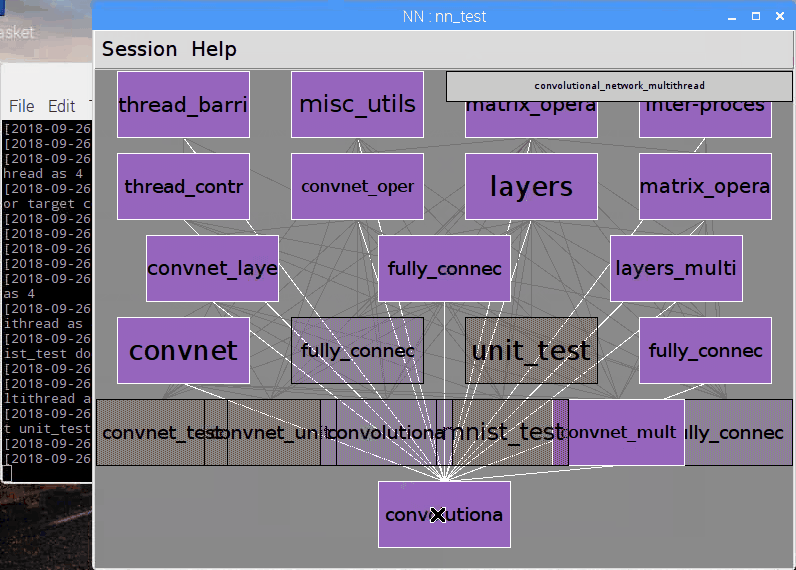 NN : nn_test
asket
Session Help
File Edit
convolutional_network_multithread
thread_barri
misc_utils
matrix_opera
inter-proces
thread_contr
convnet_oper
layers
matrix_opera
convnet_laye
fully_connec
layers_multi
convnet
fully_connec
unit_test
fully_connec
convnet_test
convnet_unit
convolutiona
mnist_test
convnet_mult
ully_connec
convolutiona
[2018-09-26
[2018-09-26
[2018-09-26
hread as 4
[2018-09-26
or target c
[2018-09-26
[2018-09-26
[2018-09-26
[2018-09-26
[2018-09-26
as 4
[2018-09-26
ithread as
[2018-09-26
ist_test do
[2018-09-26
[2018-09-26
ltithread a
[2018-09-26
t unit_test
[2018-09-26
[2018-09-26